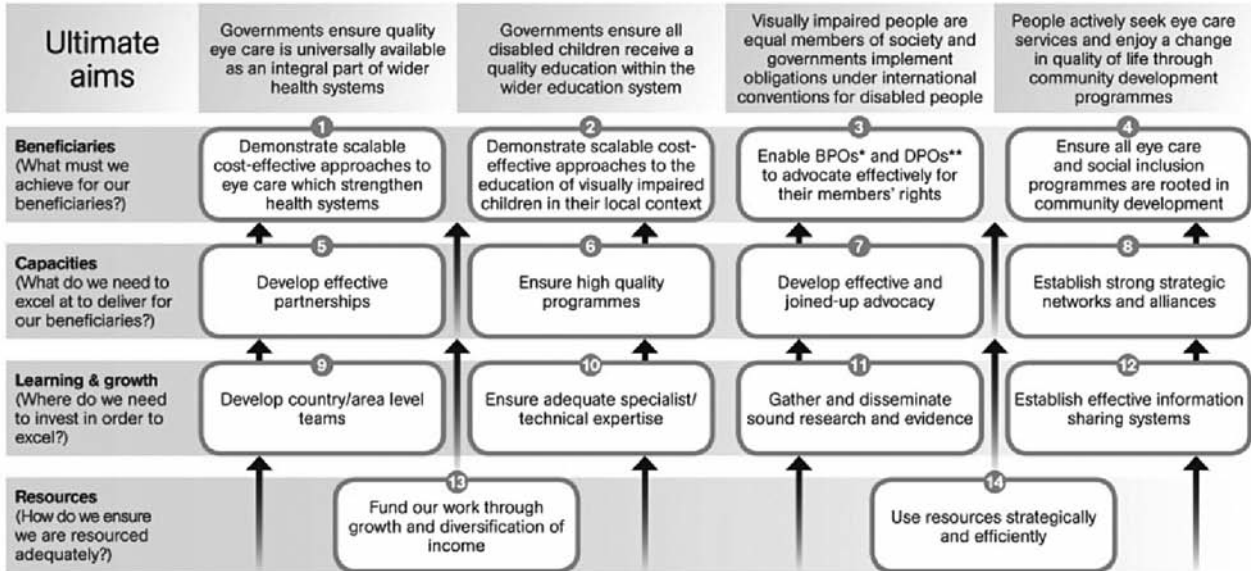 Ultimate
aims
Governments ensure quality
eye care is universally available
as an integral part of wider
health systems
Governments ensure all
disabled children receive a
quality education within the
wider education system
Visually impaired people are
equal members of society and
governments implement
obligations under international
conventions for disabled people
People actively seek eye care
services and enjoy a change
in quality of life through
community development
programmes
Beneficiaries
(What must we
achieve for our
beneficiaries?)
1
Demonstrate scalable
cost-effective approaches to
eye care which strengthen
health systems
2
Demonstrate scalable cost-
effective approaches to the
education of visually impaired
children in their local context
3
Enable BPOs* and DPOs**
to advocate effectively for
their members' rights
4
Ensure all eye care
and social inclusion
programmes are rooted in
community development
Capacities
(What do we need to
excel at to deliver for
our beneficiaries?)
5
Develop effective
partnerships
6
Ensure high quality
programmes
7
Develop effective and
joined-up advocacy
8
Establish strong strategic
networks and alliances
Learning & growth
(Where do we need
to invest in order to
excel?)
9
Develop country/area level
teams
10
Ensure adequate specialist/
technical expertise
11
Gather and disseminate
sound research and evidence
12
Establish effective information
sharing systems
Resources
(How do we ensure
we are resourced
adequately?)
13
Fund our work through
growth and diversification of
income
14
Use resources strategically
and efficiently